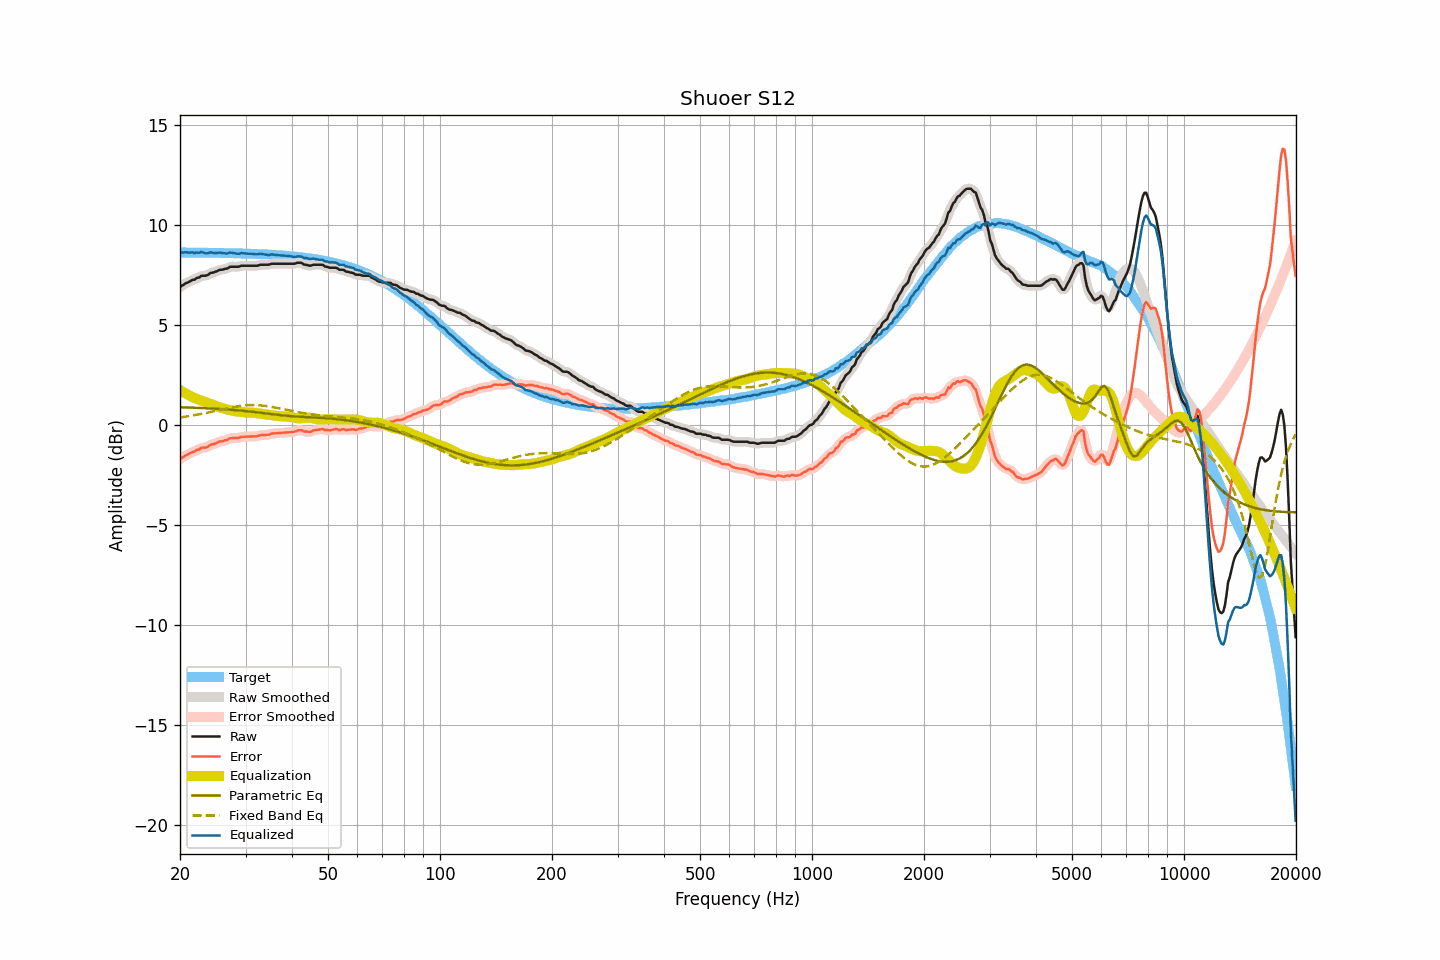 Shuoer S12
15
10
5
0
−5
−10
−15
−20
Amplitude (dBr)
Target
Raw Smoothed
Error Smoothed
Raw
Error
Equalization
Parametric Eq
Fixed Band Eq
Equalized
20 50 100 200 500 1000 2000 5000 10000 20000
Frequency (Hz)